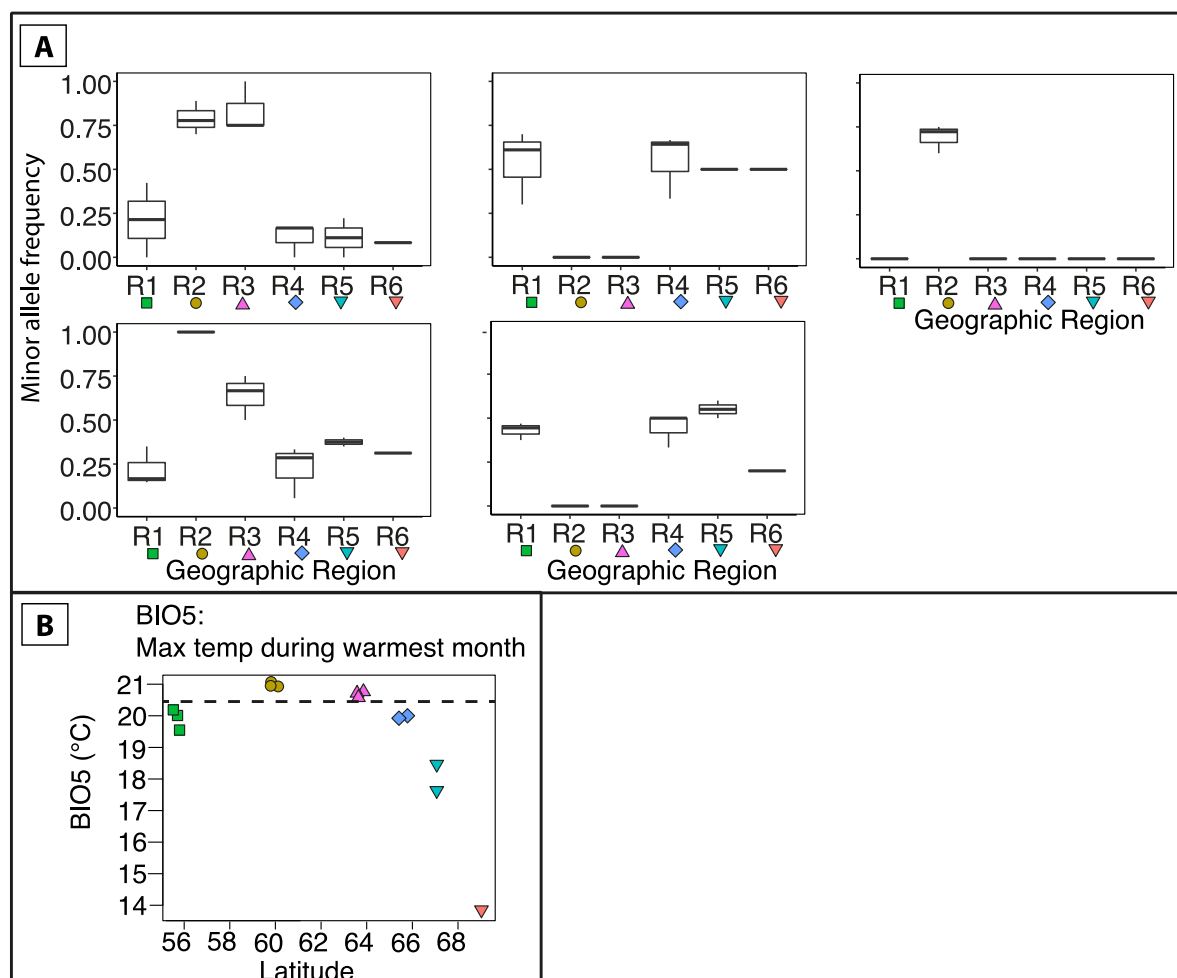 A
Minor allele frequency
1.00
0.75
0.50
0.25
0.00
R1 R2 R3 R4 R5 R6
R1 R2 R3 R4 R5 R6
R1 R2 R3 R4 R5 R6
Geographic Region
1.00
0.75
0.50
0.25
0.00
R1 R2 R3 R4 R5 R6
Geographic Region
R1 R2 R3 R4 R5 R6
Geographic Region
B
BIO5:
Max temp during warmest month
BIO5 (°C)
21
20
19
18
17
16
15
14
56 58 60 62 64 66 68
Latitude